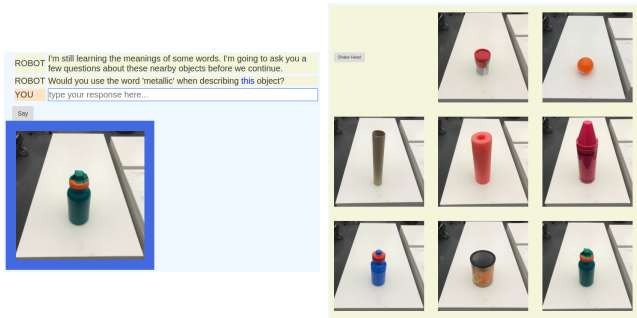 ROBOT I'm still learning the meanings of some words. I'm going to ask you a
few questions about these nearby objects before we continue.
ROBOT Would you use the word 'metallic' when describing this object?
YOU type your response here...
Say
Shake Head